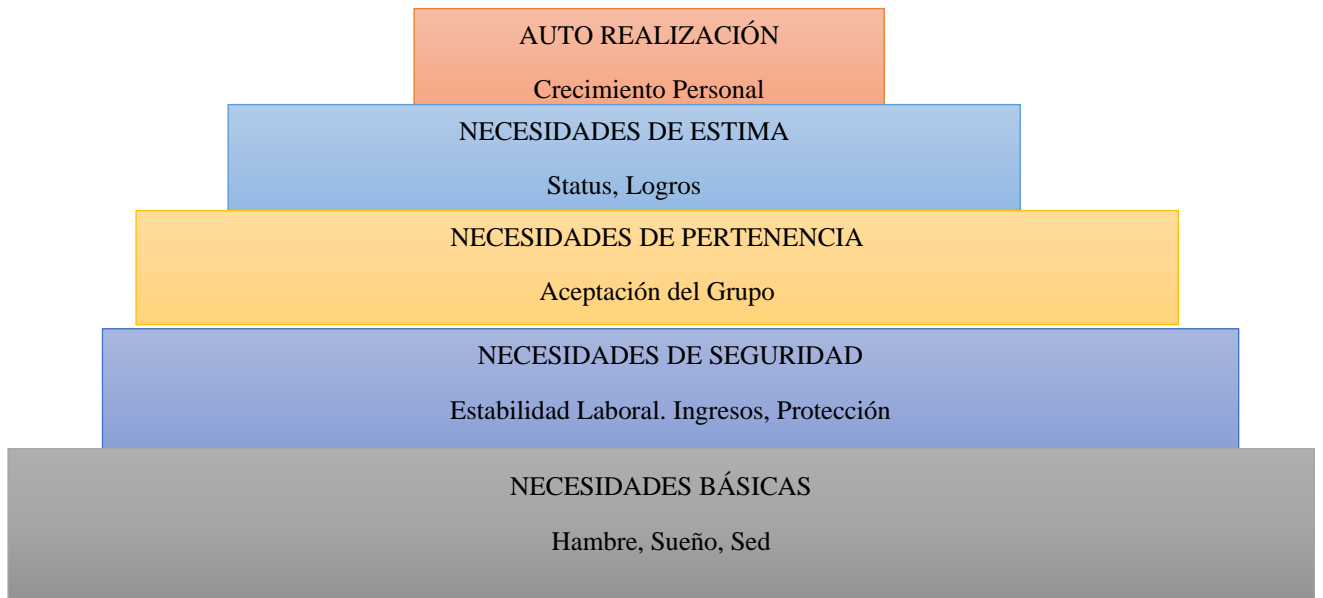 AUTO REALIZACIÓN
Crecimiento Personal
NECESIDADES DE ESTIMA
Status, Logros
NECESIDADES DE PERTENENCIA
Aceptación del Grupo
NECESIDADES DE SEGURIDAD
Estabilidad Laboral. Ingresos, Protección
NECESIDADES BÁSICAS
Hambre, Sueño, Sed